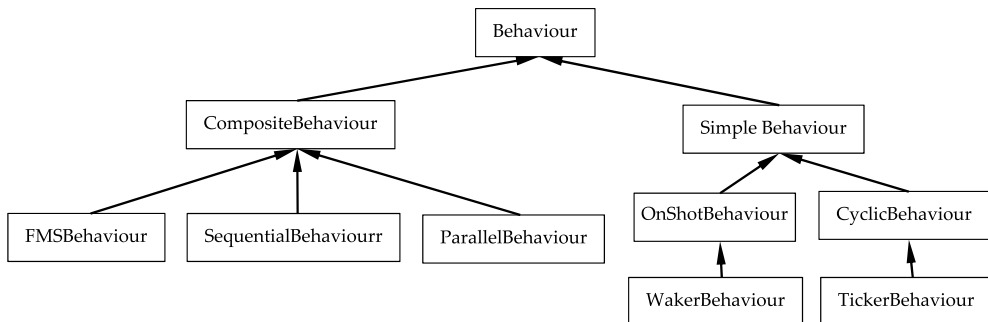 Behaviour
CompositeBehaviour
Simple Behaviour
OnShotBehaviour
CyclicBehaviour
FMSBehaviour
SequentialBehaviourr
ParallelBehaviour
WakerBehaviour
TickerBehaviour